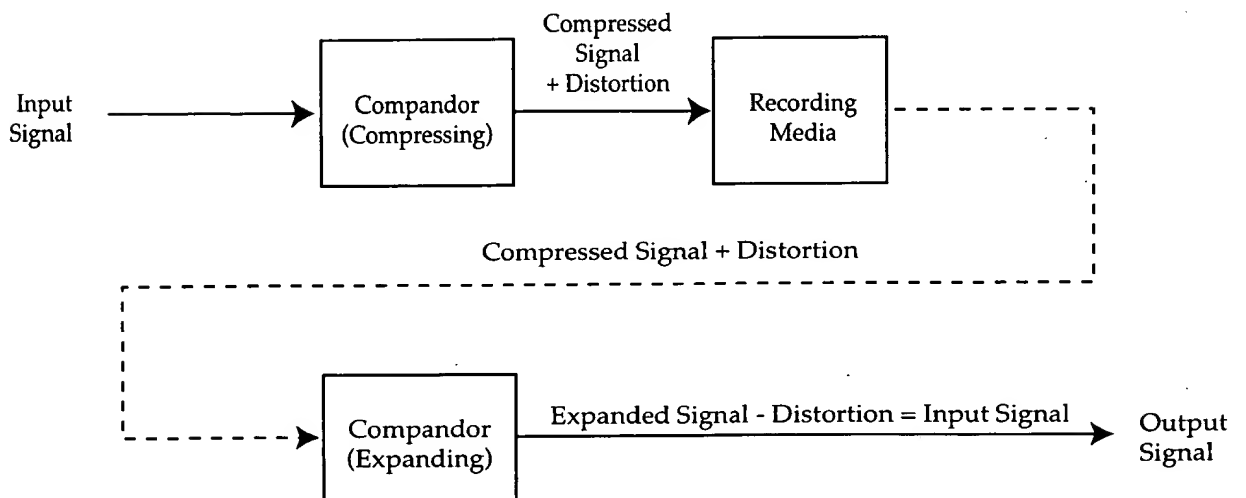 Input
Signal
Compandor
(Compressing)
Compressed
Signal
+ Distortion
Recording
Media
Compressed Signal + Distortion
Compandor
(Expanding)
Expanded Signal - Distortion = Input Signal
Output
Signal